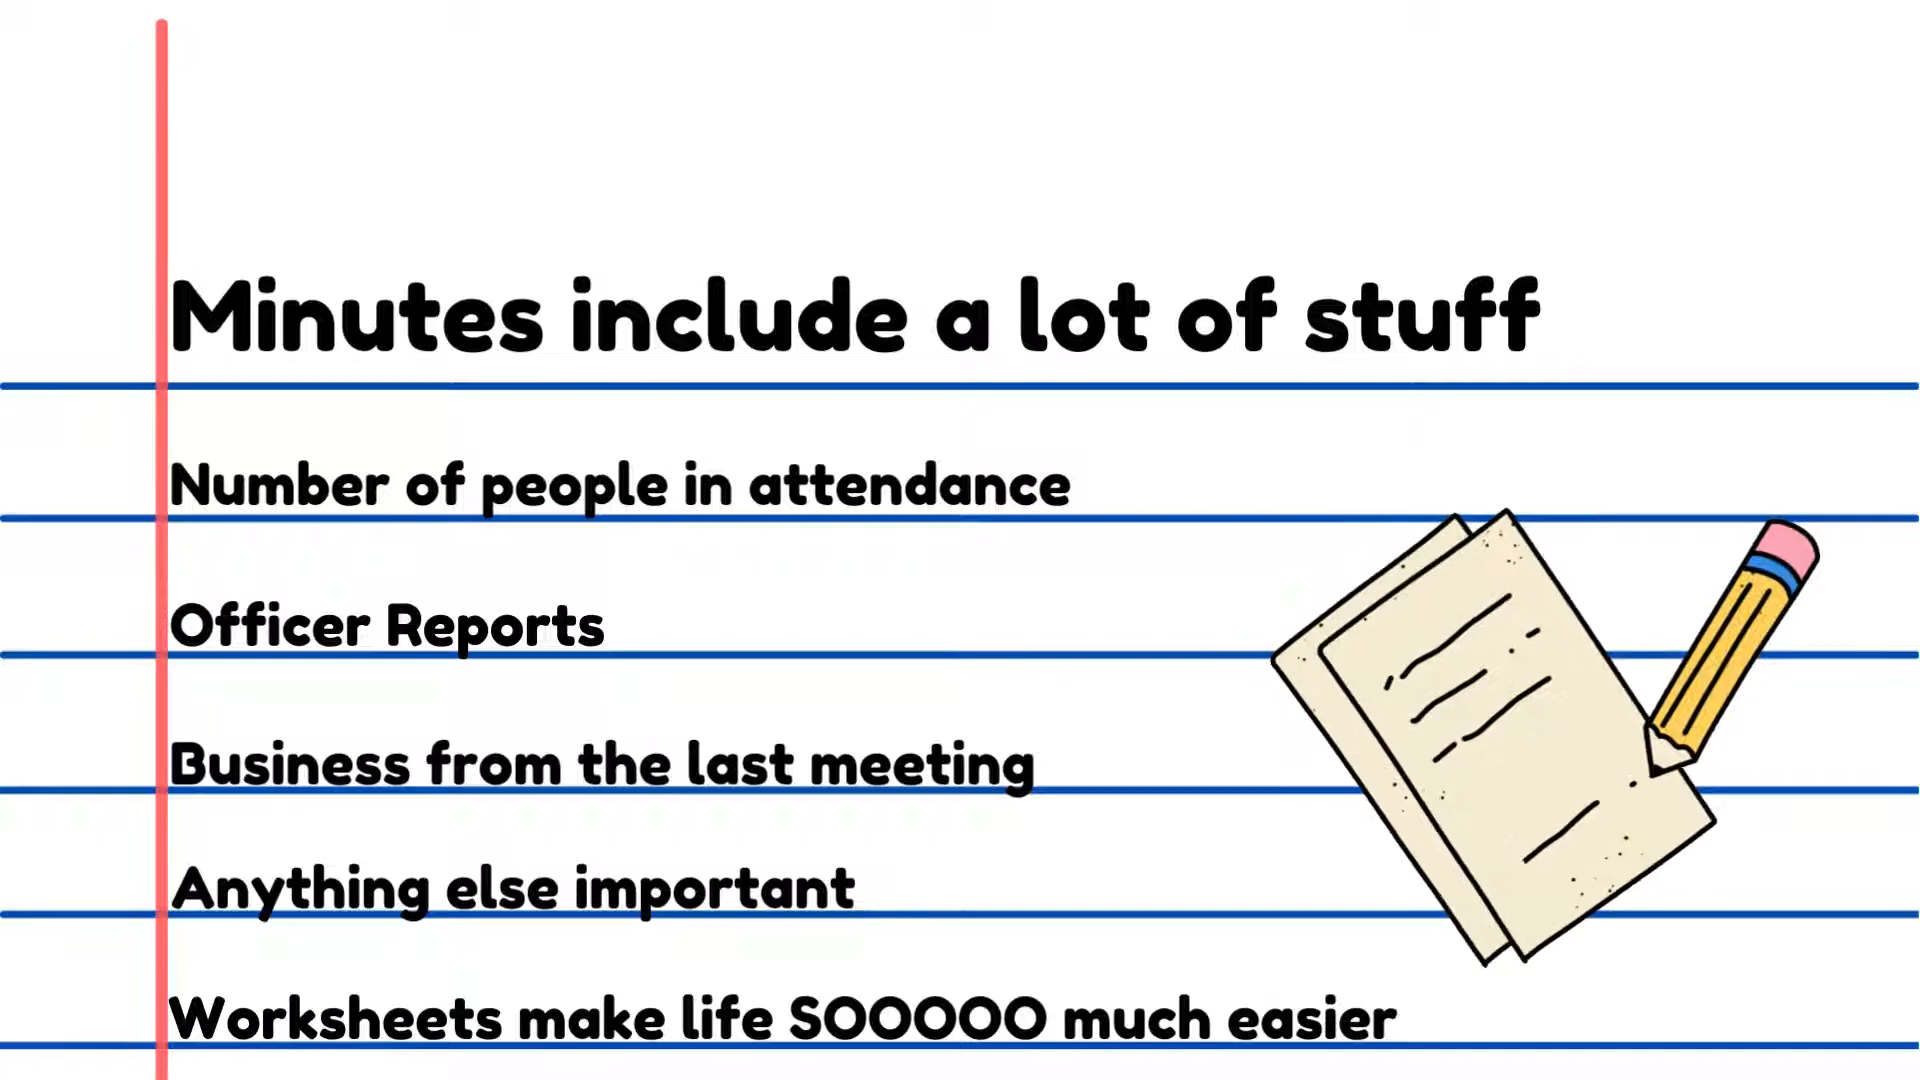 Minutes include a lot of stuff
Number of people in attendance
Officer Reports
Business from the last meeting
Anything else important
Worksheets make life SOOOOO much easier